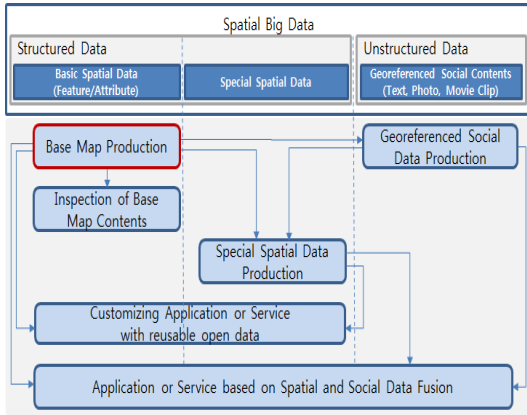 Spatial Big Data
Structured Data
Unstructured Data
Basic Spatial Data
(Feature/Attribute)
Special Spatial Data
Georeferenced Social Contents
(Text, Photo, Movie Clip)
Base Map Production
Georeferenced Social
Data Production
Inspection of Base
Map Contents
Special Spatial Data
Production
Customizing Application or Service
with reusable open data
Application or Service based on Spatial and Social Data Fusion